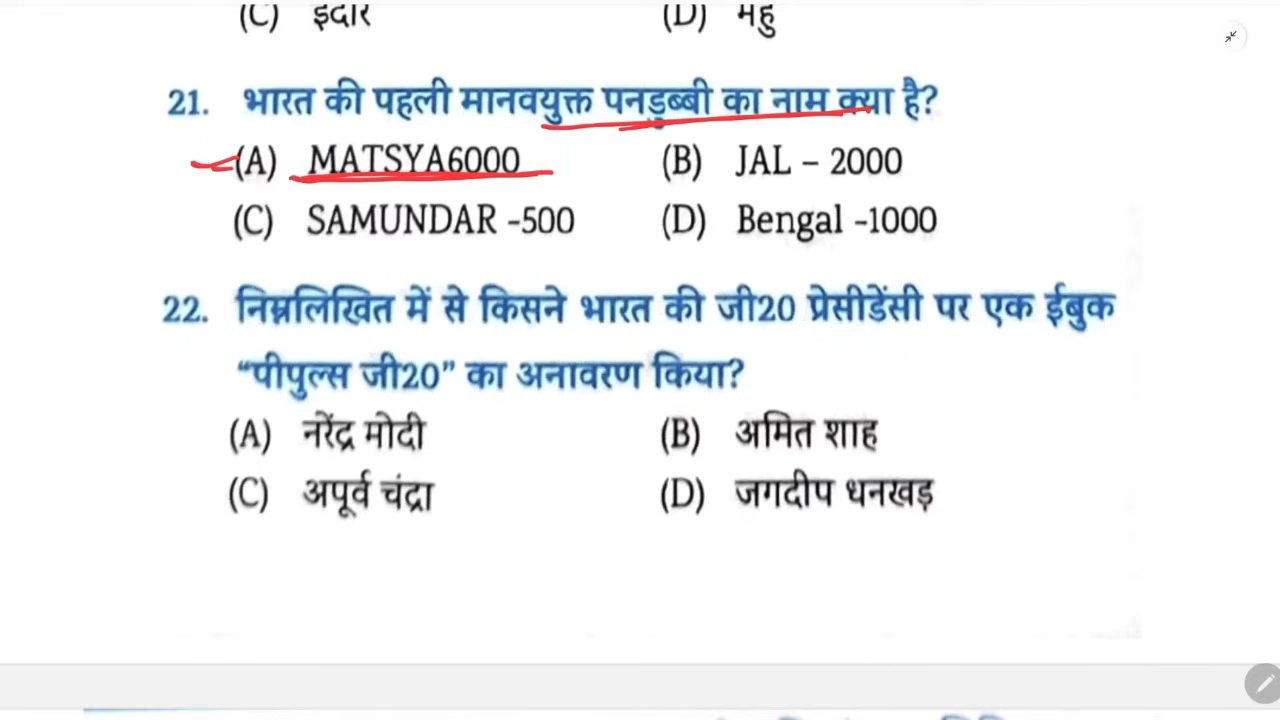 (C) इंदौर (D) महु
21. भारत की पहली मानवयुक्त पनडुब्बी का नाम क्या है?
(A) MATSYA6000 (B) JAL – 2000
(C) SAMUNDAR -500 (D) Bengal -1000
22. निम्नलिखित में से किसने भारत की जी20 प्रेसीडेंसी पर एक ईबुक
“पीपुल्स जी20” का अनावरण किया?
(A) नरेंद्र मोदी (B) अमित शाह
(C) अपूर्व चंद्रा (D) जगदीप धनखड़